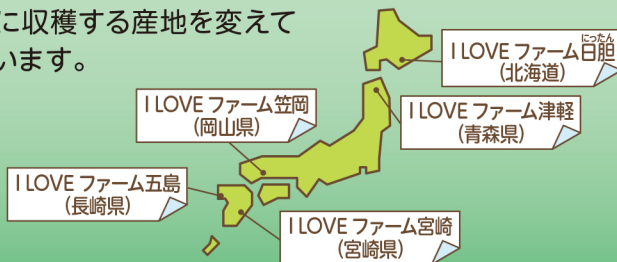 に収穫する産地を変えて
います。
I LOVE ファーム日胆
にったん
(北海道)
I LOVE ファーム津軽
(青森県)
I LOVE ファーム笠岡
(岡山県)
I LOVE ファーム五島
(長崎県)
I LOVE ファーム宮崎
(宮崎県)